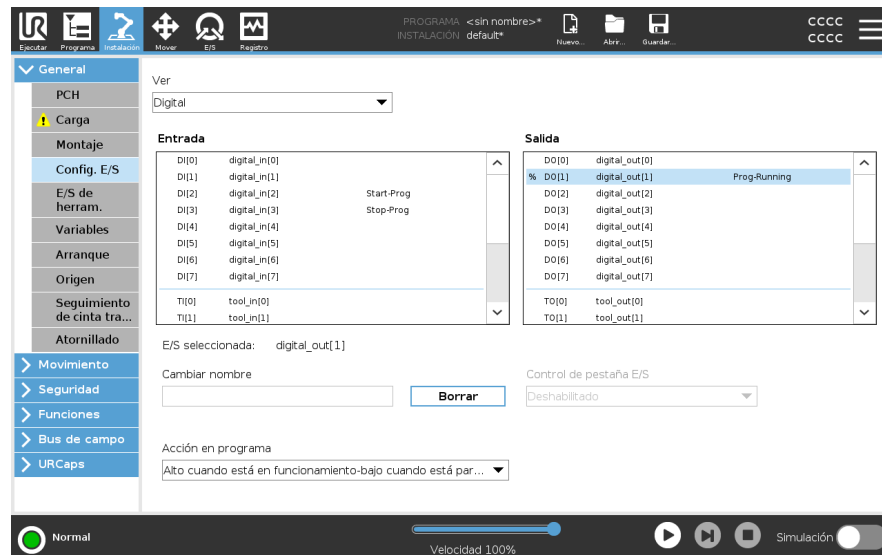 PROGRAMA <sin nombre>*
INSTALACIÓN default*
cccc
cccc
Ejecutar Programa Instalación Mover E/S Registro Nuevo... Abrir... Guardar...
General
PCH
Carga
Montaje
Config. E/S
E/S de
herram.
Variables
Arranque
Origen
Seguimiento
de cinta tra...
Atornillado
Movimiento
Seguridad
Funciones
Bus de campo
URCaps
Ver
Digital
Entrada
DI[0] digital_in[0]
DI[1] digital_in[1]
DI[2] digital_in[2] Start-Prog
DI[3] digital_in[3] Stop-Prog
DI[4] digital_in[4]
DI[5] digital_in[5]
DI[6] digital_in[6]
DI[7] digital_in[7]
TI[0] tool_in[0]
TI[1] tool_in[1]
Salida
DO[0] digital_out[0]
% DO[1] digital_out[1] Prog-Running
DO[2] digital_out[2]
DO[3] digital_out[3]
DO[4] digital_out[4]
DO[5] digital_out[5]
DO[6] digital_out[6]
DO[7] digital_out[7]
TO[0] tool_out[0]
TO[1] tool_out[1]
E/S seleccionada: digital_out[1]
Cambiar nombre
Borrar
Control de pestaña E/S
Deshabilitado
Acción en programa
Alto cuando está en funcionamiento-bajo cuando está par...
Normal
Velocidad 100%
Simulación